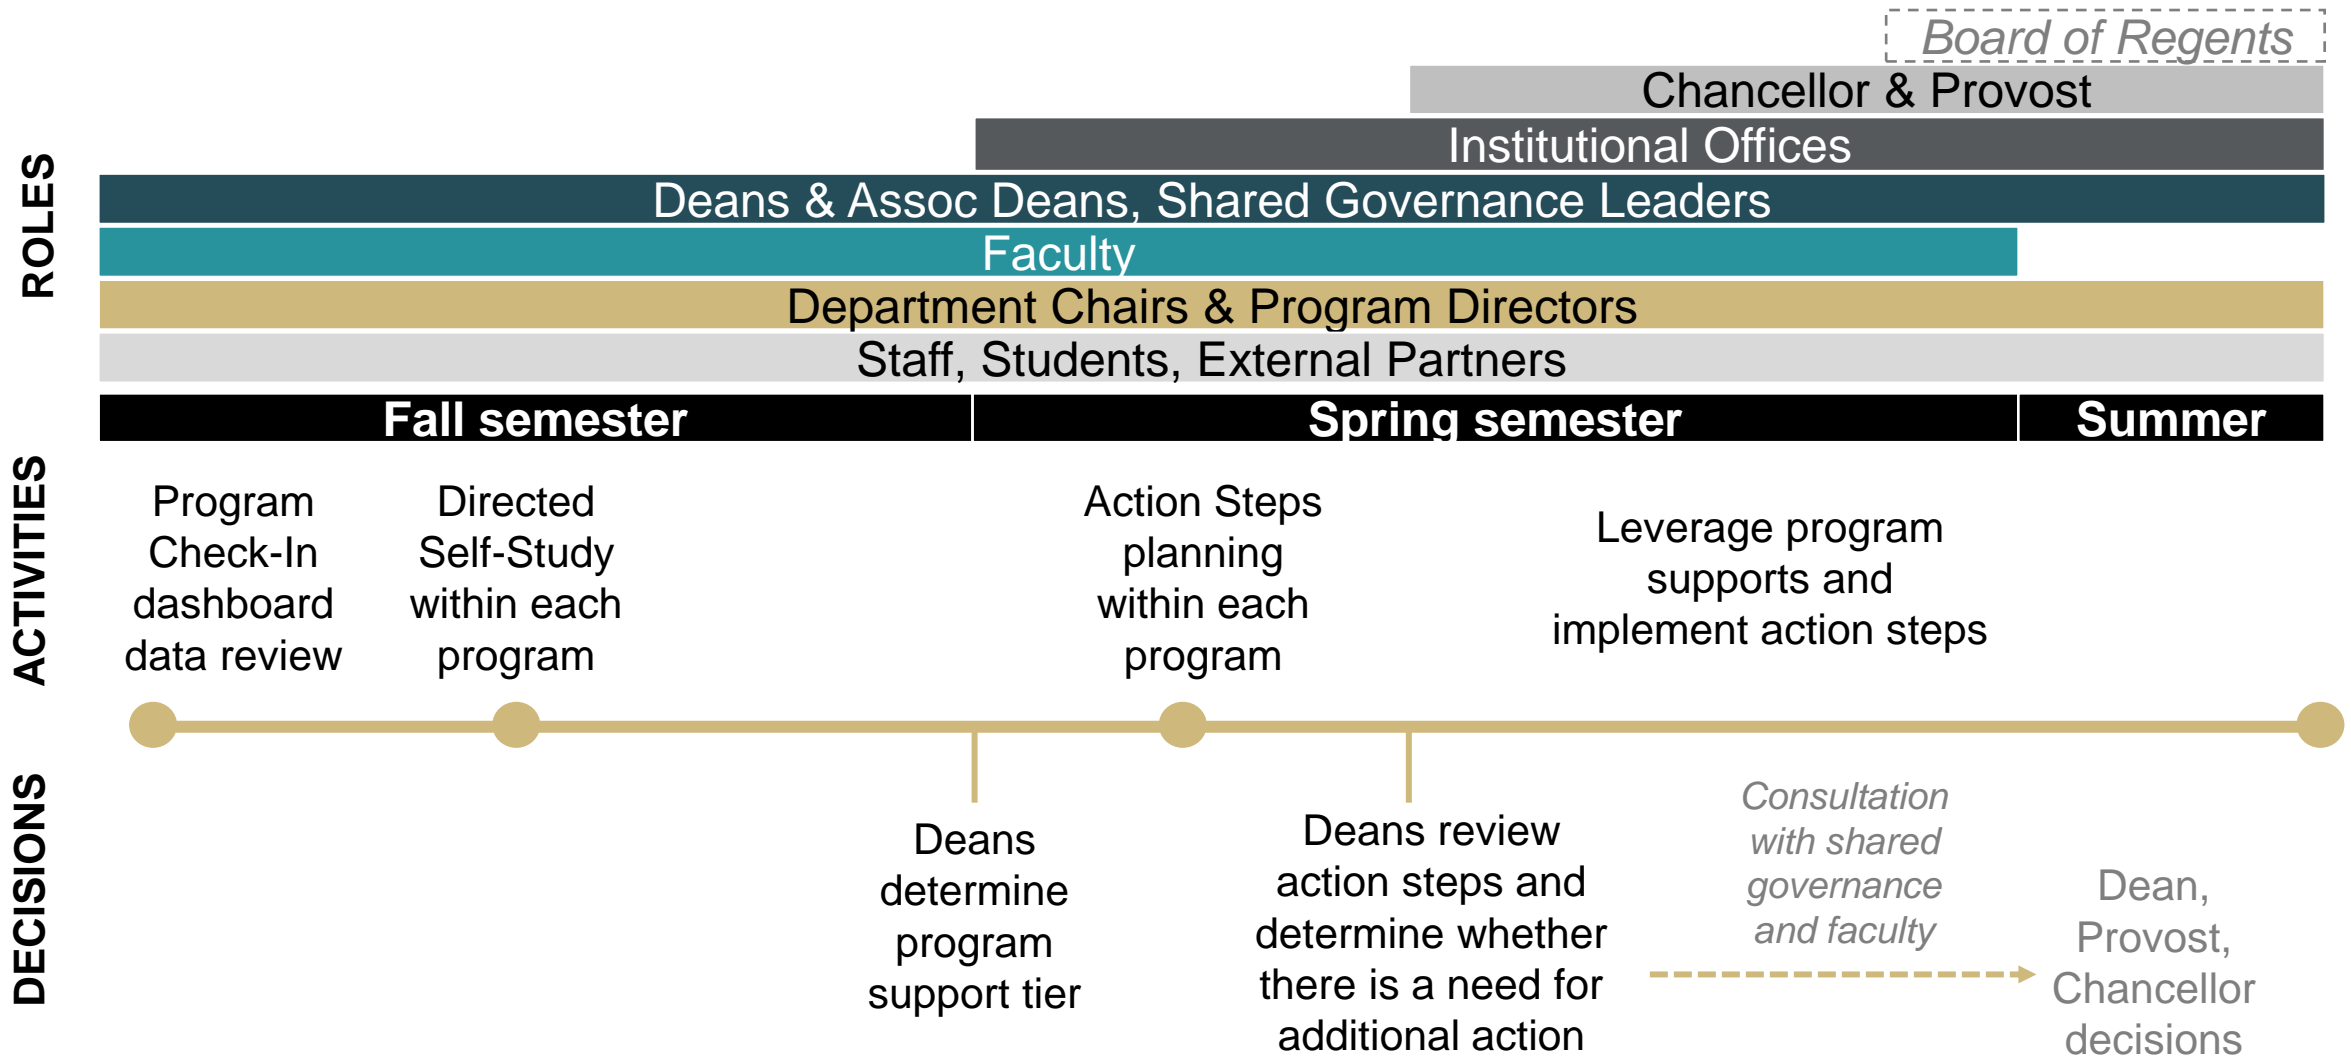 Board of Regents
Chancellor & Provost
Institutional Offices
ROLES
Deans & Assoc Deans, Shared Governance Leaders
Faculty
Department Chairs & Program Directors
Staff, Students, External Partners
Fall semester
Spring semester
Summer
ACTIVITIES
Program
Check-In
dashboard
data review
Directed
Self-Study
within each
program
Action Steps
planning
within each
program
Leverage program
supports and
implement action steps
DECISIONS
Deans
determine
program
support tier
Deans review
action steps and
determine whether
there is a need for
additional action
Consultation
with shared
governance
and faculty
Dean,
Provost,
Chancellor
decisions